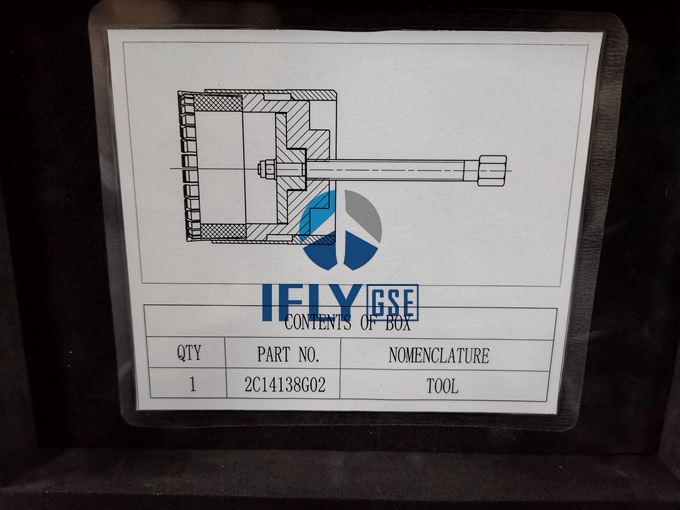 IFLY GSE
CONTENTS OF BOX
QTY PART NO. NOMENCLATURE
1 2C14138G02 TOOL